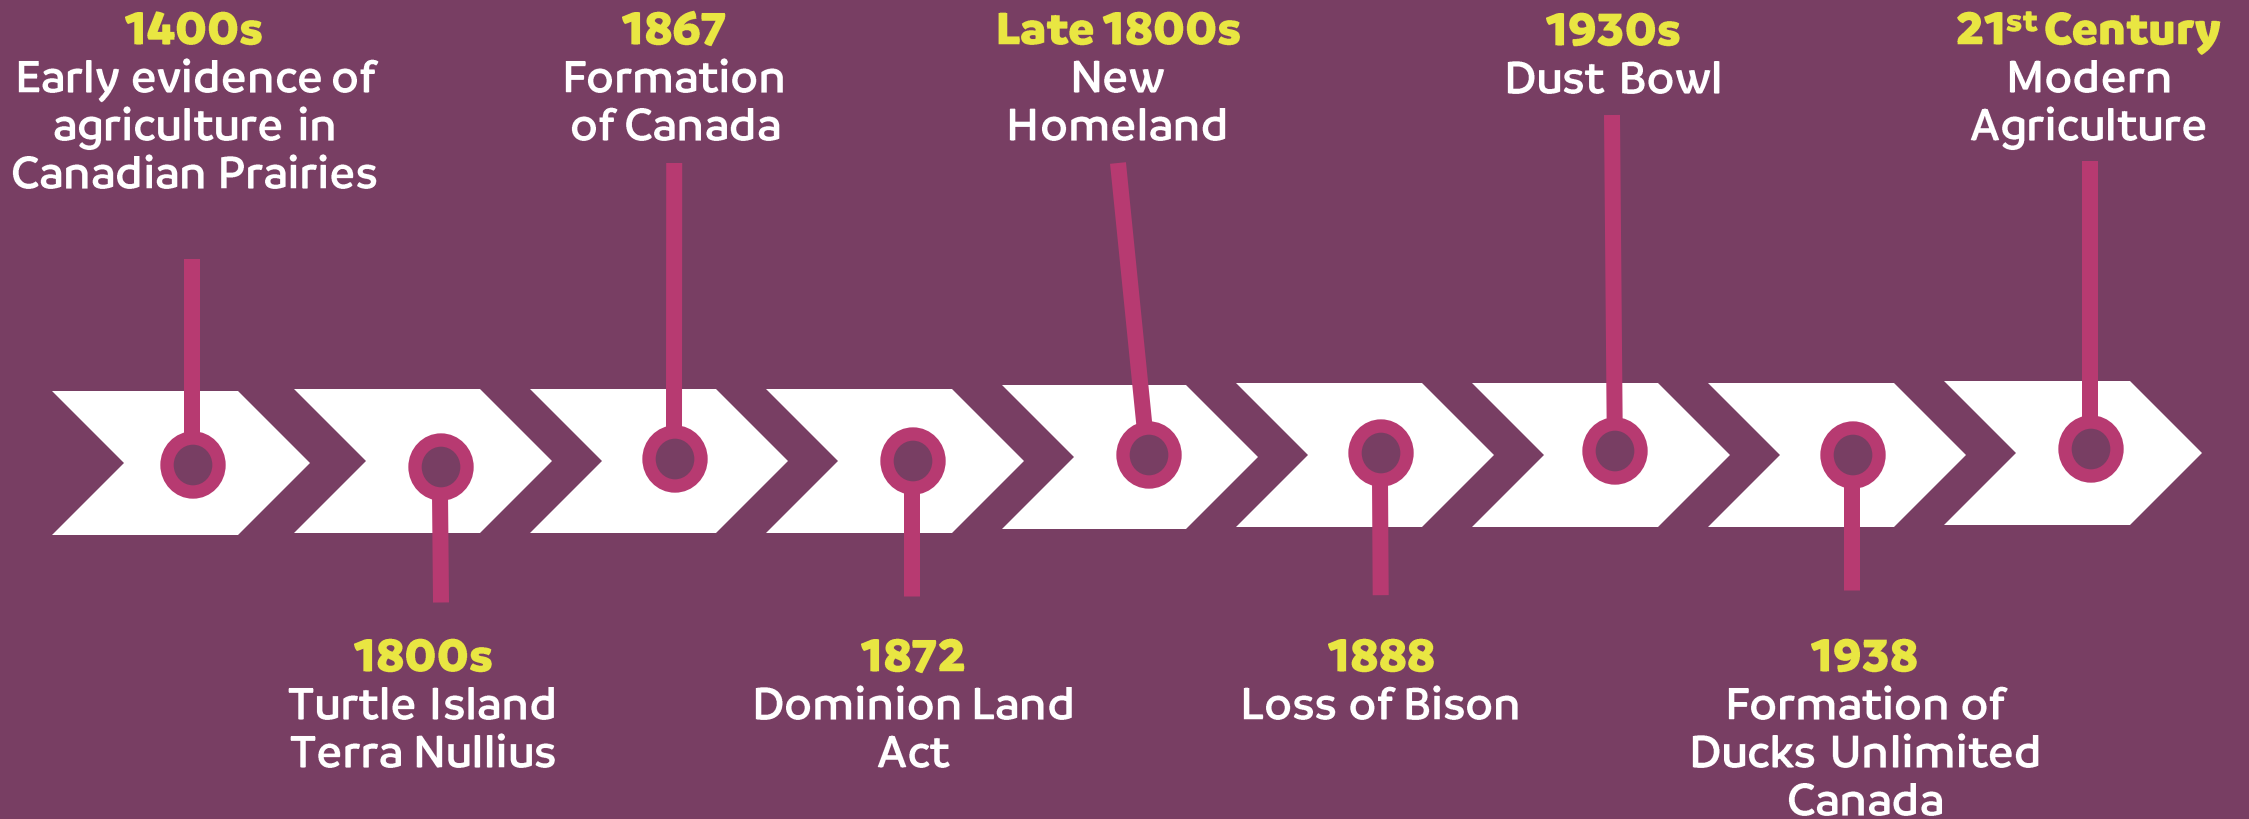 1400s
Early evidence of
agriculture in
Canadian Prairies
1800s
Turtle Island
Terra Nullius
1867
Formation
of Canada
1872
Dominion Land
Act
Late 1800s
New
Homeland
1888
Loss of Bison
1930s
Dust Bowl
1938
Formation of
Ducks Unlimited
Canada
21st Century
Modern
Agriculture